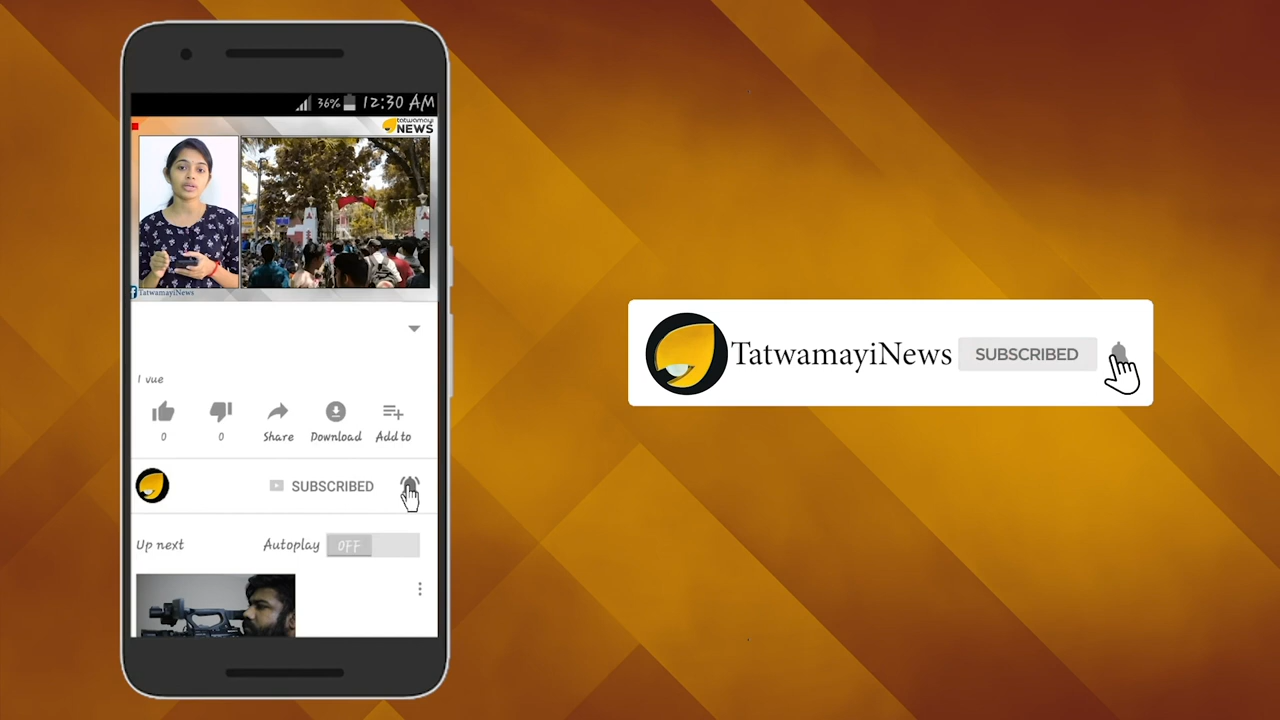 36% 12:30 AM
tatwamayi
NEWS
TatwamayiNews
1 vue
0 0 Share Download Add to
SUBSCRIBED
Up next Autoplay OFF
TatwamayiNews SUBSCRIBED